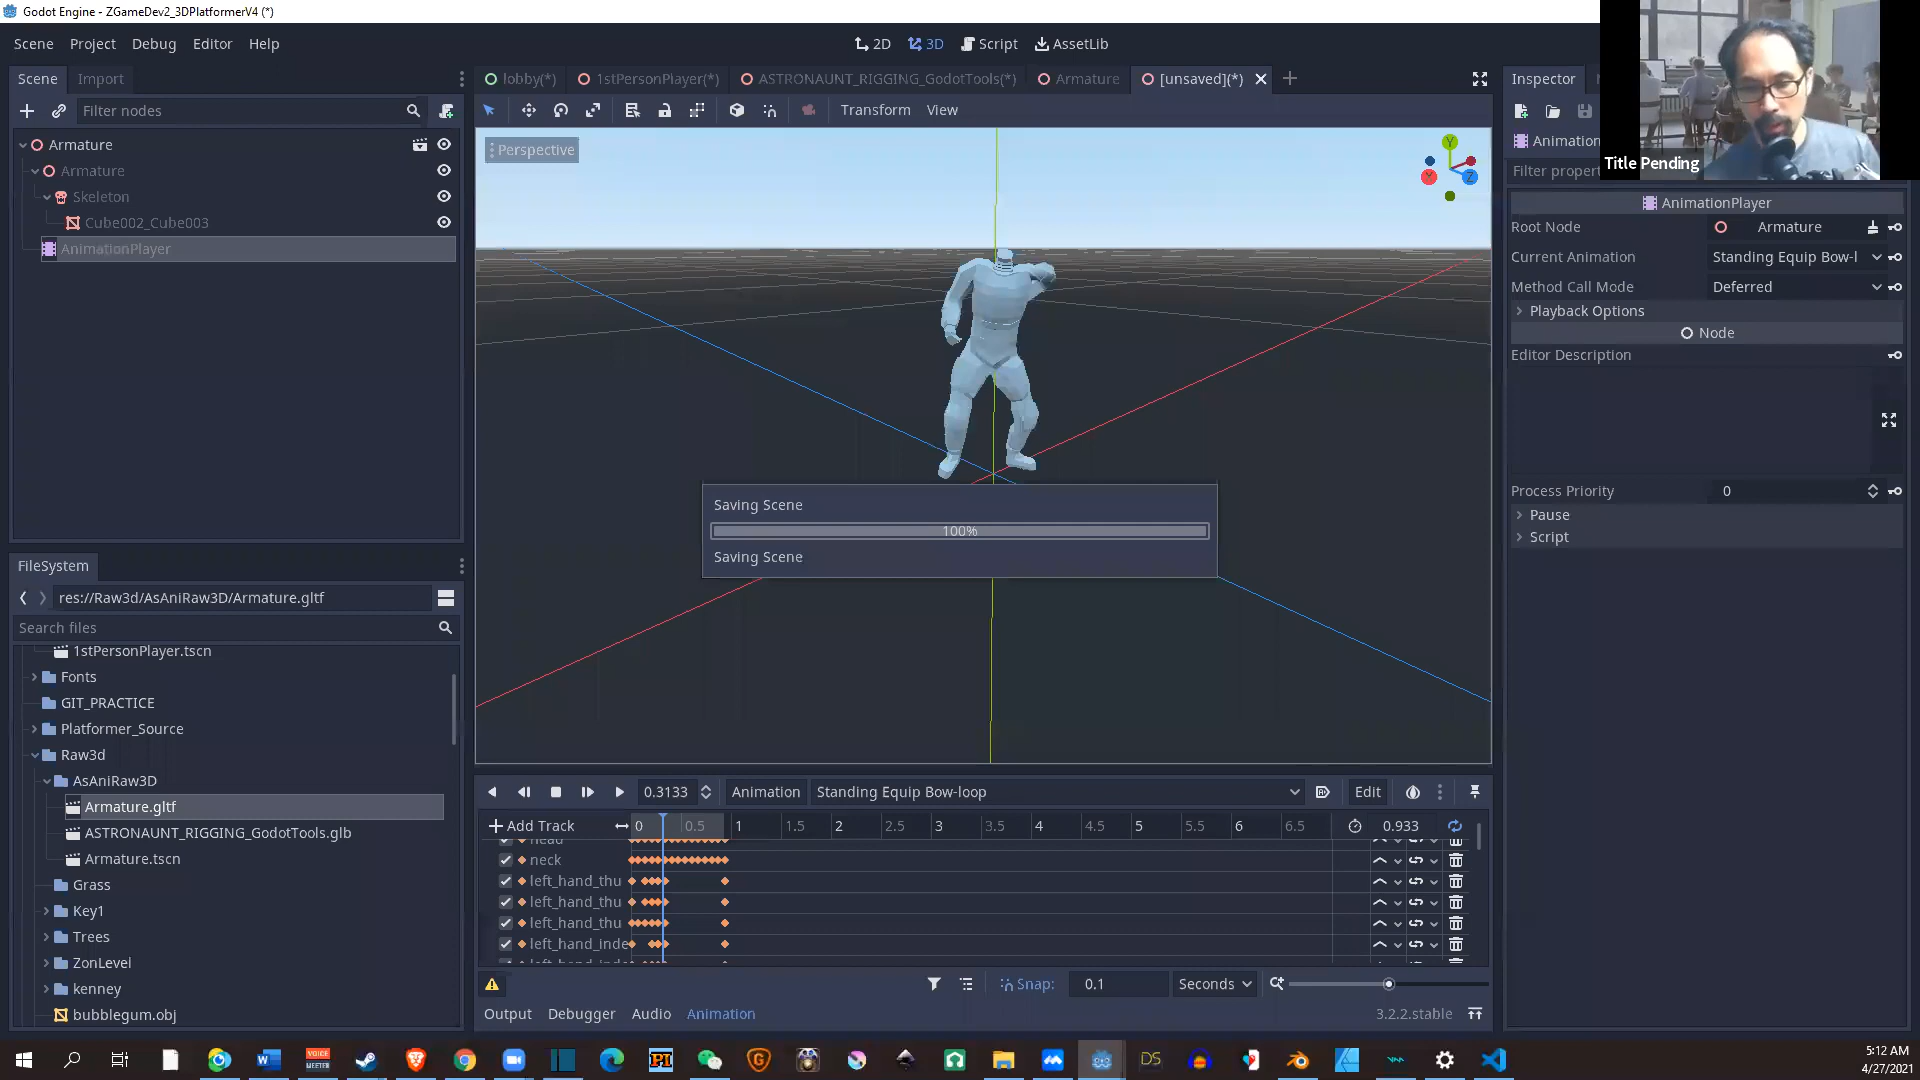 Godot Engine - ZGameDev2_3DPlatformerV4 (*)
Scene Project Debug Editor Help
2D 3D Script AssetLib
Scene Import
lobby(*) 1stPersonPlayer(*) ASTRONAUNT_RIGGING_GodotTools(*) Armature [unsaved](*)
Inspector
Filter nodes
Transform View
Armature
Armature
Skeleton
Cube002_Cube003
AnimationPlayer
Perspective
Y
Y
Z
Animation
Title Pending
Filter proper
AnimationPlayer
Root Node Armature
Current Animation Standing Equip Bow-l
Method Call Mode Deferred
Playback Options
Node
Editor Description
Process Priority 0
Pause
Script
Saving Scene
100%
Saving Scene
FileSystem
res://Raw3d/AsAniRaw3D/Armature.gltf
Search files
1stPersonPlayer.tscn
Fonts
GIT_PRACTICE
Platformer_Source
Raw3d
AsAniRaw3D
Armature.gltf
ASTRONAUNT_RIGGING_GodotTools.glb
Armature.tscn
Grass
Key1
Trees
ZonLevel
kenney
bubblegum.obj
0.3133 Animation Standing Equip Bow-loop Edit
Add Track 0 0.5 1 1.5 2 2.5 3 3.5 4 4.5 5 5.5 6 6.5 0.933
head
neck
left_hand_thu
left_hand_thu
left_hand_thu
left_hand_inde
Snap: 0.1 Seconds
Output Debugger Audio Animation 3.2.2.stable
5:12 AM
4/27/2021